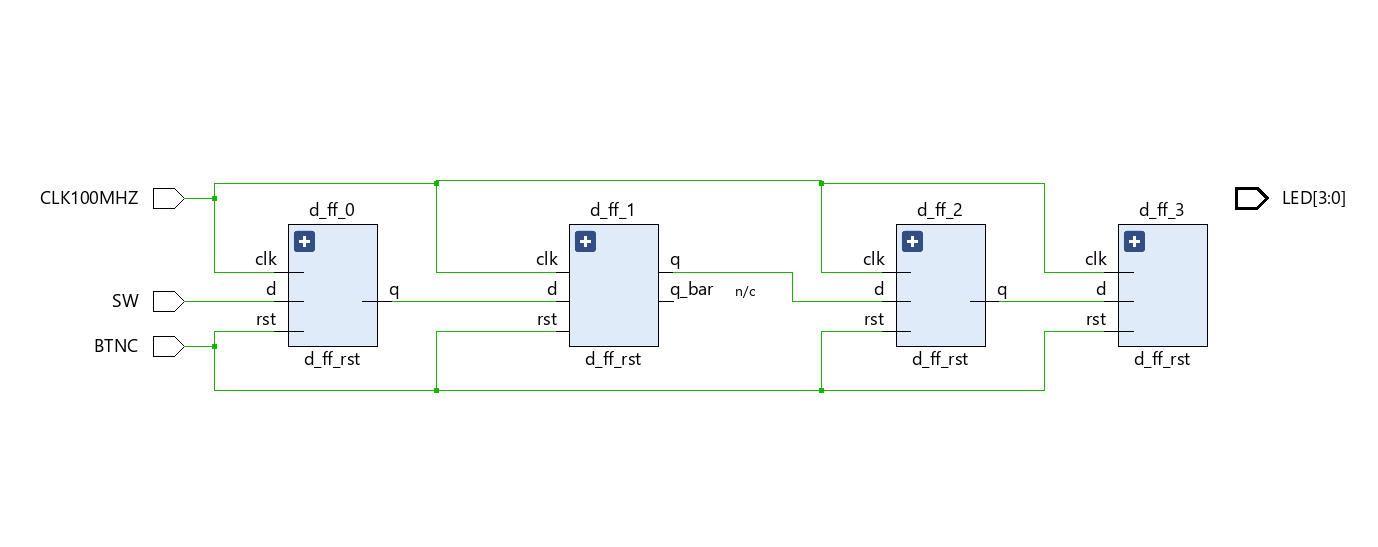 CLK100MHZ
LED[3:0]
d_ff_0
d_ff_1
d_ff_2
d_ff_3
clk
clk
q
clk
clk
d
q
d
q_bar n/c
d
q
d
SW
rst
rst
rst
rst
BTNC
d_ff_rst
d_ff_rst
d_ff_rst
d_ff_rst